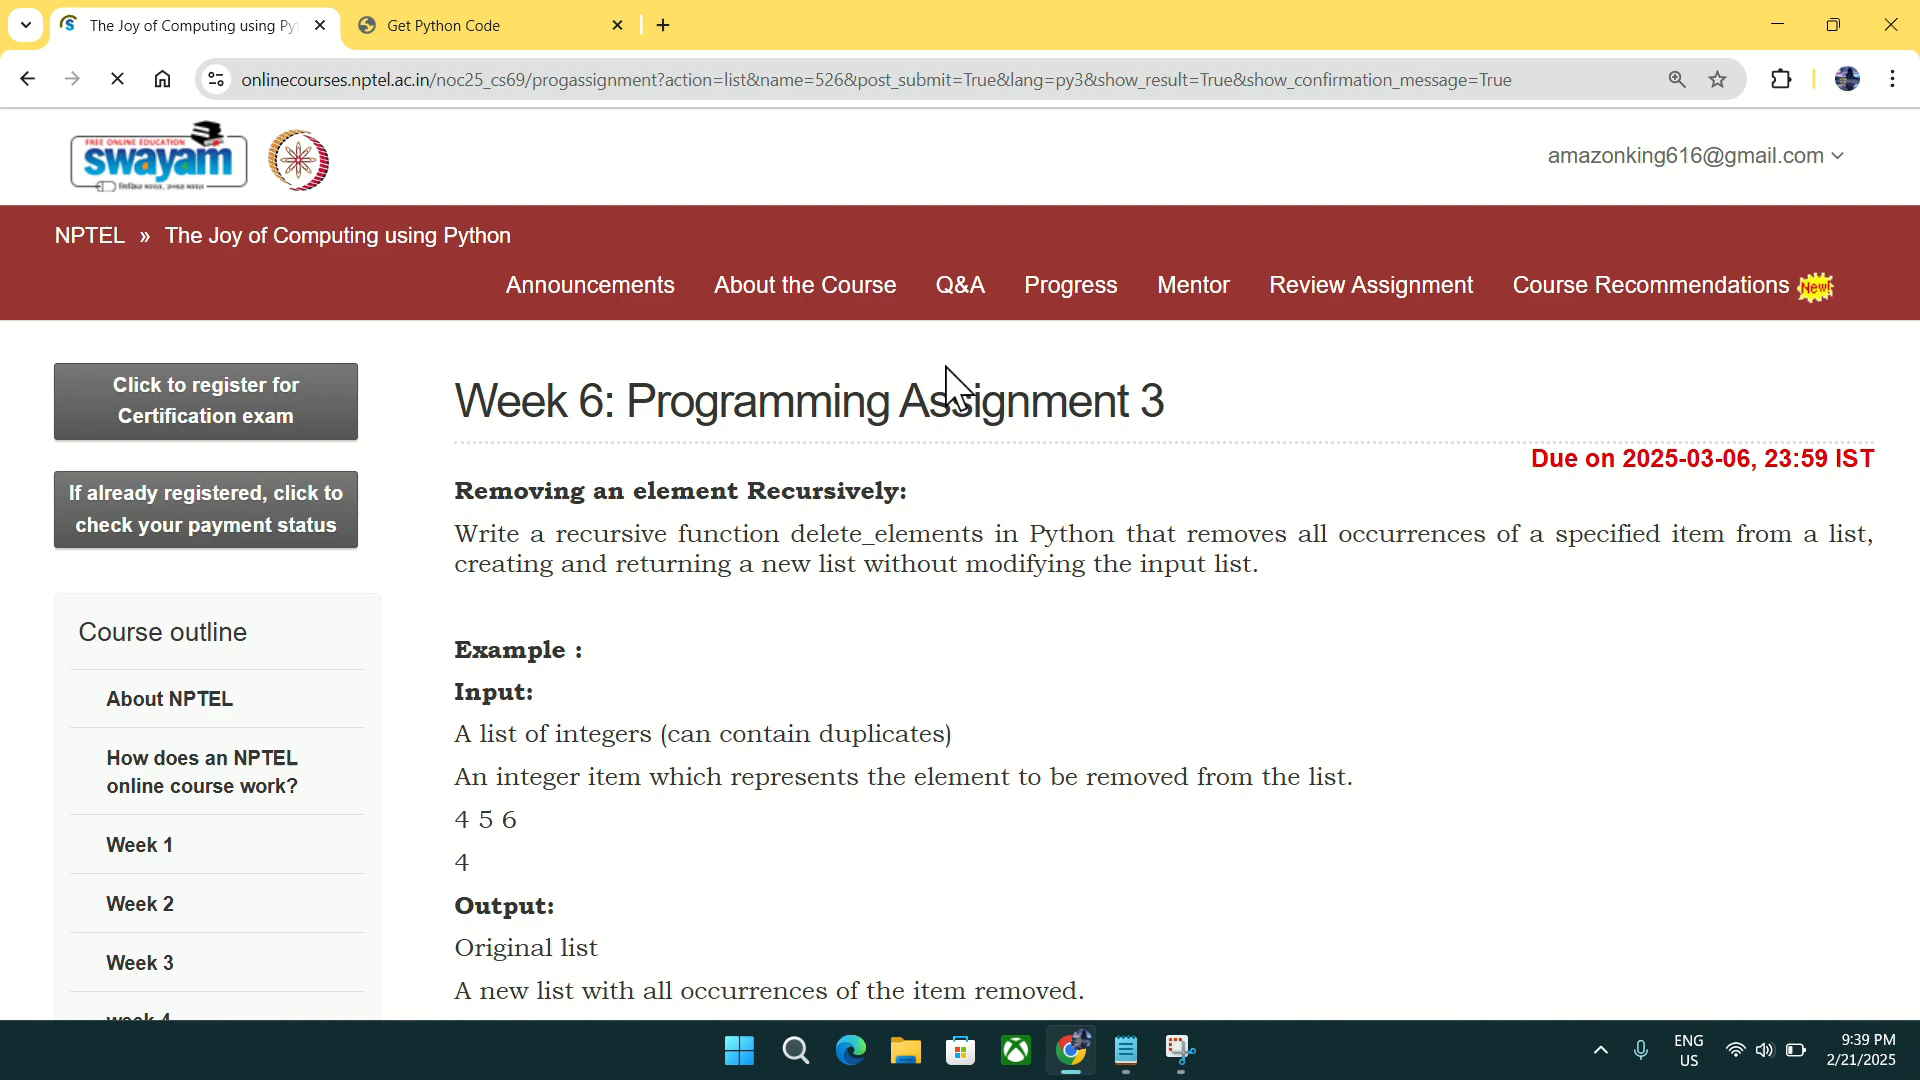 The Joy of Computing using Py
Get Python Code
onlinecourses.nptel.ac.in/noc25_cs69/progassignment?action=list&name=526&post_submit=True&lang=py3&show_result=True&show_confirmation_message=True
FREE ONLINE EDUCATION
swayam
amazonking616@gmail.com
NPTEL » The Joy of Computing using Python
Announcements About the Course Q&A Progress Mentor Review Assignment Course Recommendations New!
Click to register for
Certification exam
If already registered, click to
check your payment status
Course outline
About NPTEL
How does an NPTEL
online course work?
Week 1
Week 2
Week 3
week 4
Week 6: Programming Assignment 3
Due on 2025-03-06, 23:59 IST
Removing an element Recursively:
Write a recursive function delete_elements in Python that removes all occurrences of a specified item from a list,
creating and returning a new list without modifying the input list.
Example :
Input:
A list of integers (can contain duplicates)
An integer item which represents the element to be removed from the list.
4 5 6
4
Output:
Original list
A new list with all occurrences of the item removed.
ENG
US
9:39 PM
2/21/2025